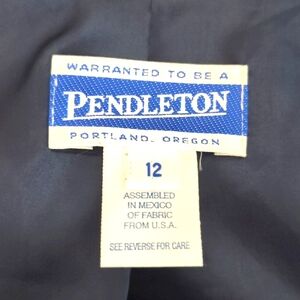 WARRANTED TO BE A
PENDLETON
PORTLAND, OREGON
12
ASSEMBLED
IN MEXICO
OF FABRIC
FROM U.S.A.
SEE REVERSE FOR CARE